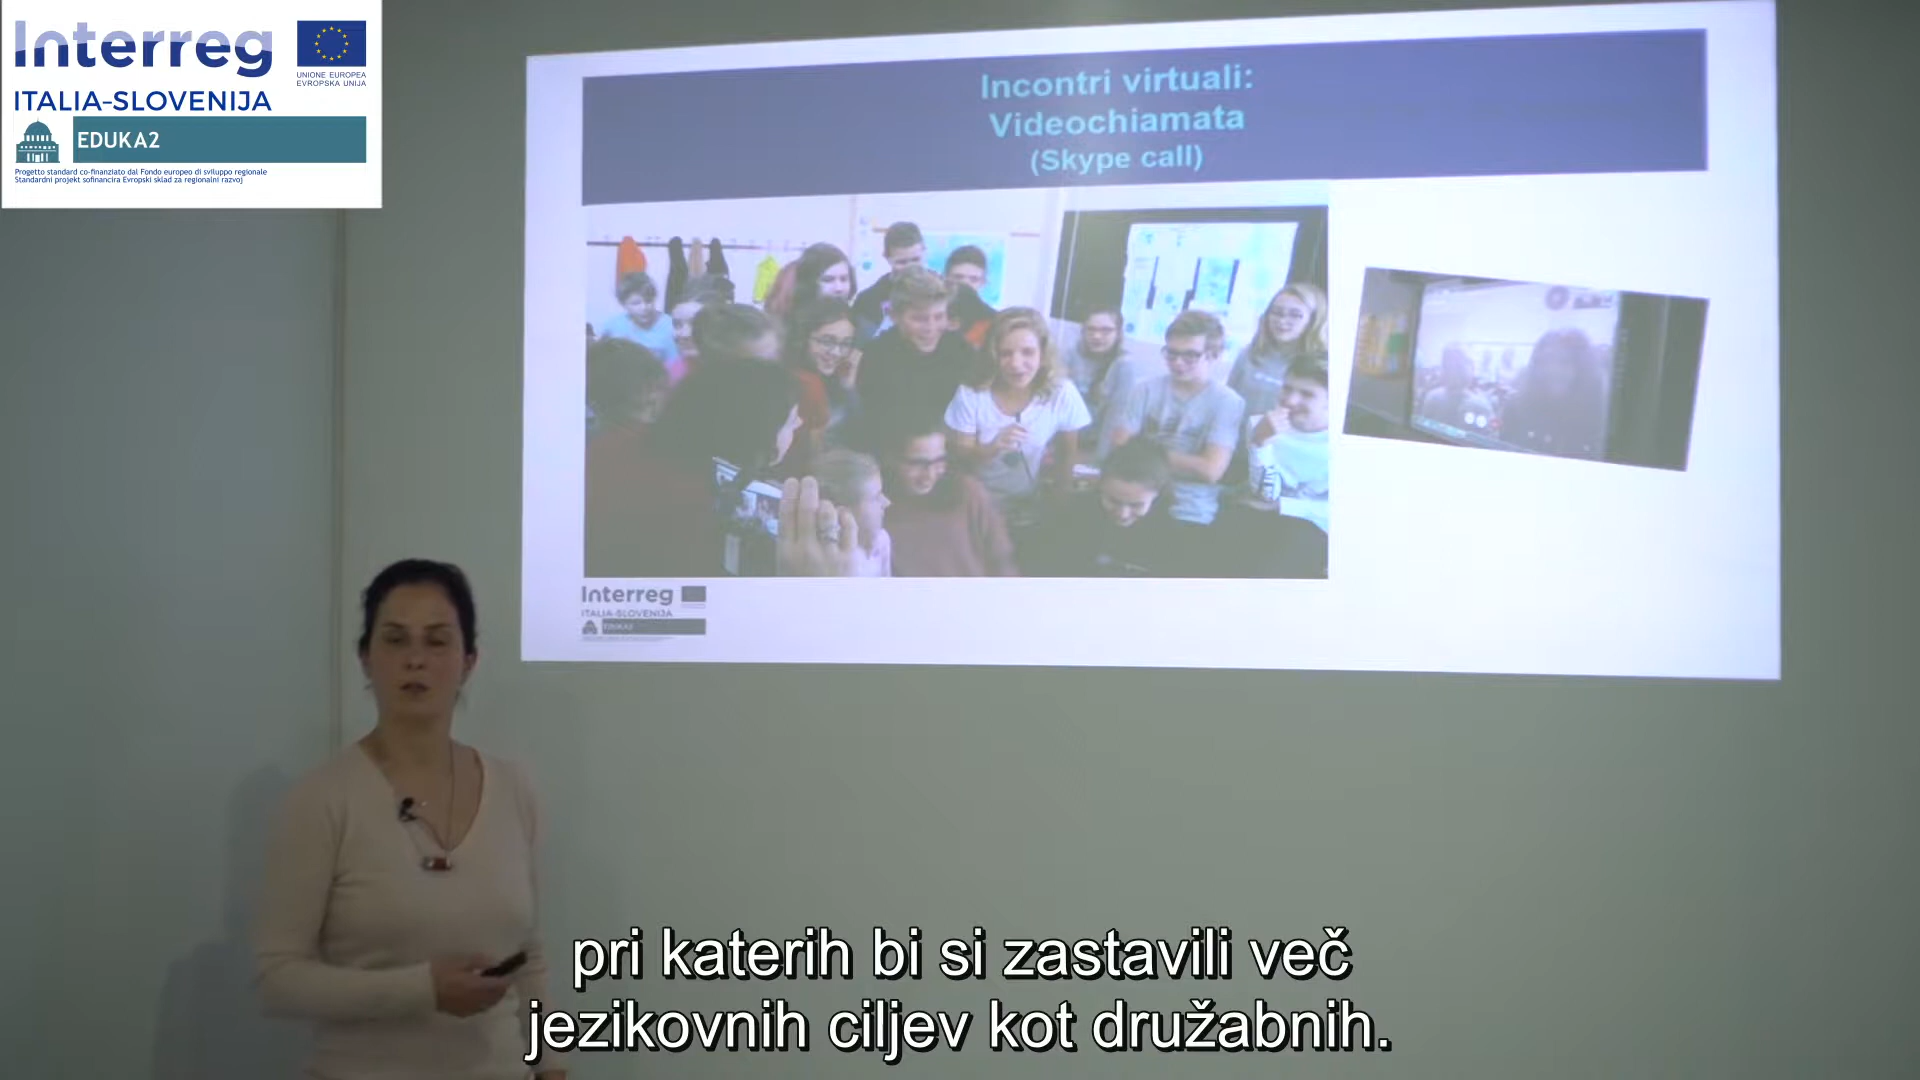 Interreg
UNIONE EUROPEA
EVROPSKA UNIJA
ITALIA-SLOVENIJA
EDUKA2
Progetto standard co-finanziato dal Fondo europeo di sviluppo regionale
Standardni projekt sofinancira Evropski sklad za regionalni razvoj
Incontri virtuali:
Videochiamata
(Skype call)
Interreg
ITALIA-SLOVENIJA
EDUKA2
pri katerih bi si zastavili več
jezikovnih ciljev kot družabnih.